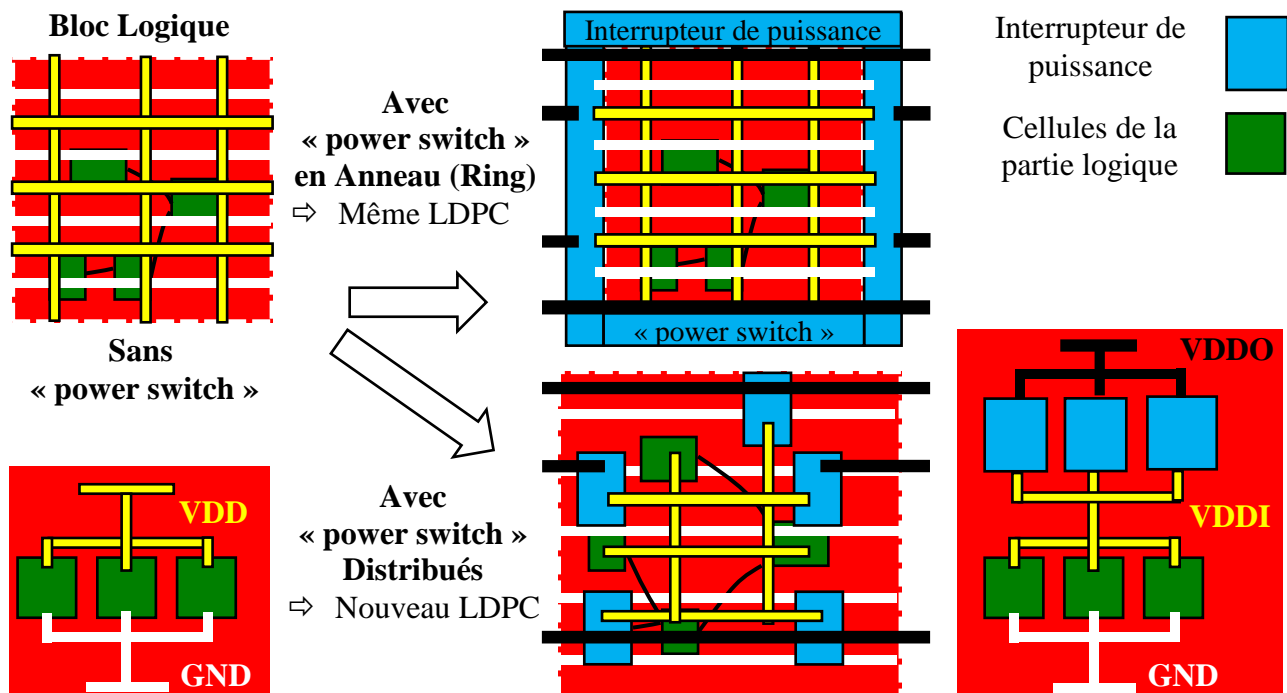 Bloc Logique
Sans
« power switch »
VDD
GND
Avec
« power switch »
en Anneau (Ring)
⇨ Même LDPC
Avec
« power switch »
Distribués
⇨ Nouveau LDPC
Interrupteur de puissance
« power switch »
Interrupteur de
puissance
Cellules de la
partie logique
VDDO
VDDI
GND